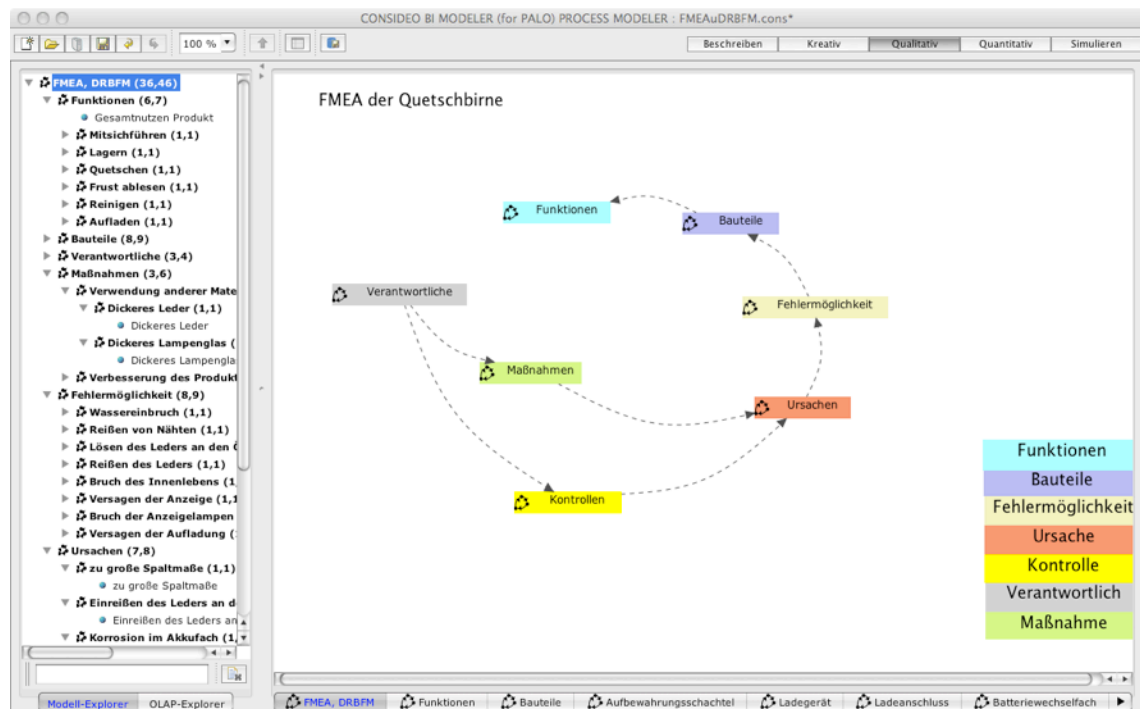 CONSIDEO BI MODELER (for PALO) PROCESS MODELER : FMEAuDRBFM.cons*
100 %
Beschreiben Kreativ Qualitativ Quantitativ Simulieren
FMEA, DRBFM (36,46)
Funktionen (6,7)
Gesamtnutzen Produkt
Mitsichführen (1,1)
Lagern (1,1)
Quetschen (1,1)
Frust ablesen (1,1)
Reinigen (1,1)
Aufladen (1,1)
Bauteile (8,9)
Verantwortliche (3,4)
Maßnahmen (3,6)
Verwendung anderer Mate
Dickeres Leder (1,1)
Dickeres Leder
Dickeres Lampenglas (
Dickeres Lampengla
Verbesserung des Produkt
Fehlermöglichkeit (8,9)
Wassereinbruch (1,1)
Reißen von Nähten (1,1)
Lösen des Leders an den
Reißen des Leders (1,1)
Bruch des Innenlebens (1,
Versagen der Anzeige (1,1
Bruch der Anzeigelampen
Versagen der Aufladung (
Ursachen (7,8)
zu große Spaltmaße (1,1)
zu große Spaltmaße
Einreißen des Leders an d
Einreißen des Leders an
Korrosion im Akkufach (1,
Modell-Explorer OLAP-Explorer
FMEA der Quetschbirne
Funktionen
Bauteile
Verantwortliche
Fehlermöglichkeit
Maßnahmen
Ursachen
Kontrollen
Funktionen
Bauteile
Fehlermöglichkeit
Ursache
Kontrolle
Verantwortlich
Maßnahme
FMEA, DRBFM Funktionen Bauteile Aufbewahrungsschachtel Ladegerät Ladeanschluss Batteriewechselfach